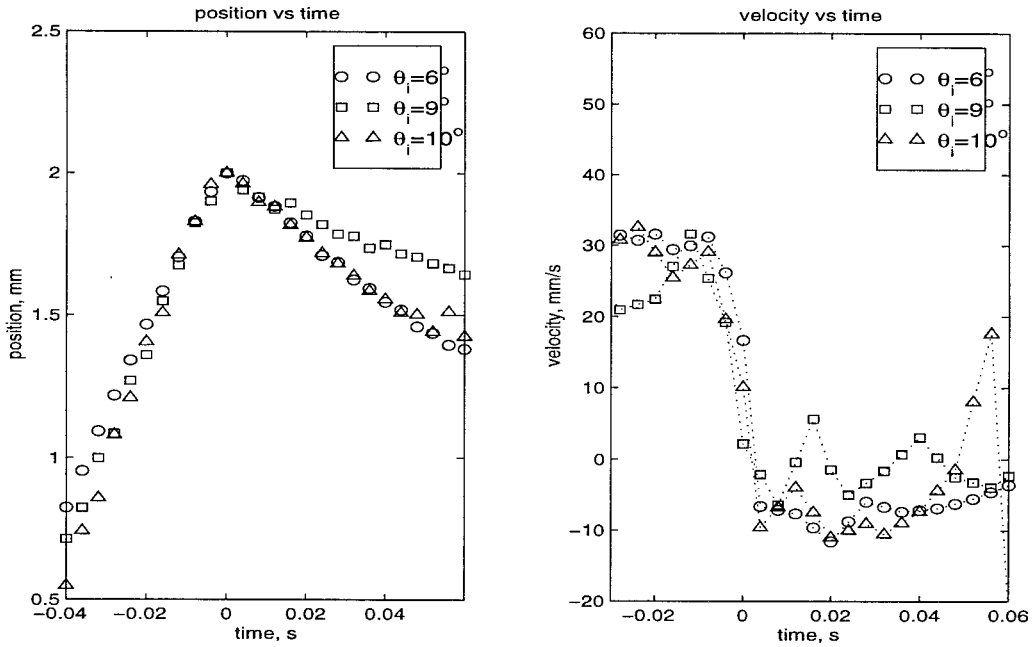 position vs time
2.5
2
1.5
1
0.5
−0.04
−0.02
0
0.02
0.04
position, mm
time, s
θi=6°
θi=9°
θi=10°
velocity vs time
60
50
40
30
20
10
0
−10
−20
−0.02
0
0.02
0.04
0.06
velocity, mm/s
time, s
θi=6°
θi=9°
θi=10°